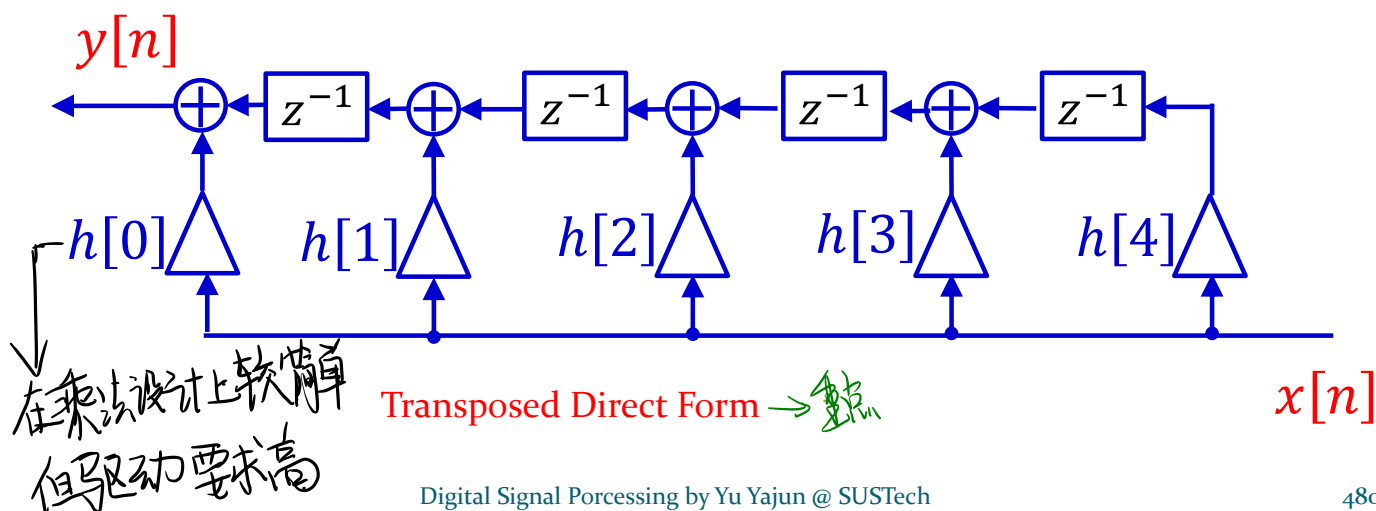 y[n]
z⁻¹ z⁻¹ z⁻¹ z⁻¹
h[0] h[1] h[2] h[3] h[4]
在乘法设计上较简单
但驱动要求高
Transposed Direct Form → 重点
x[n]
Digital Signal Porcessing by Yu Yajun @ SUSTech 480